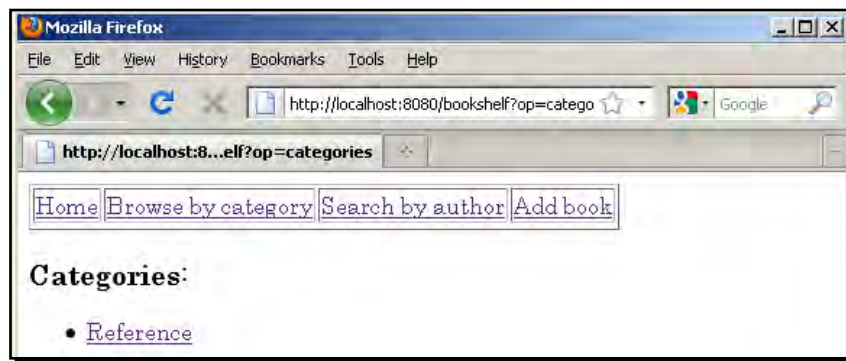 Mozilla Firefox
File Edit View History Bookmarks Tools Help
http://localhost:8080/bookshelf?op=catego Google
http://localhost:8...elf?op=categories
Home Browse by category Search by author Add book
Categories:
Reference